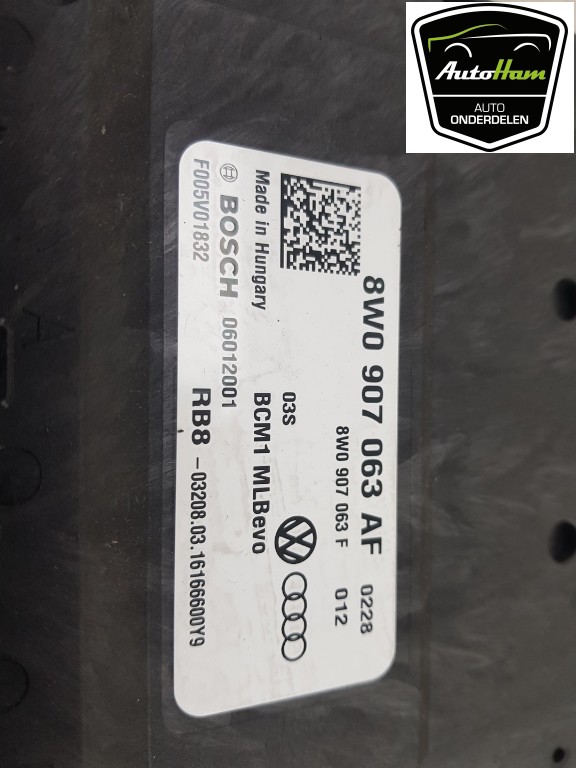 AutoHam
AUTO
ONDERDELEN
8W0 907 063 AF 0228
8W0 907 063 F 012
03S
BCM1 MLBevo
Made in Hungary
BOSCH 06012001
F005V01832
RB8 -03208.03.16166600Y9